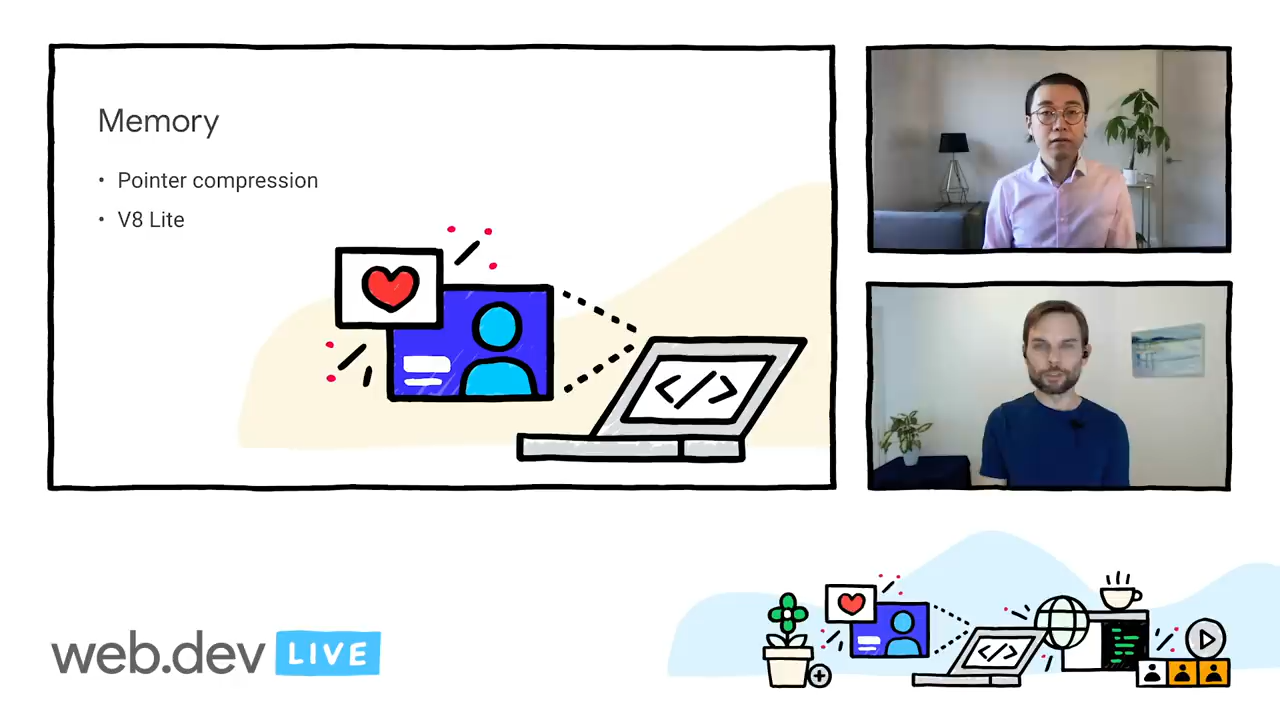 Memory
• Pointer compression
• V8 Lite
</>
web.dev LIVE
</>